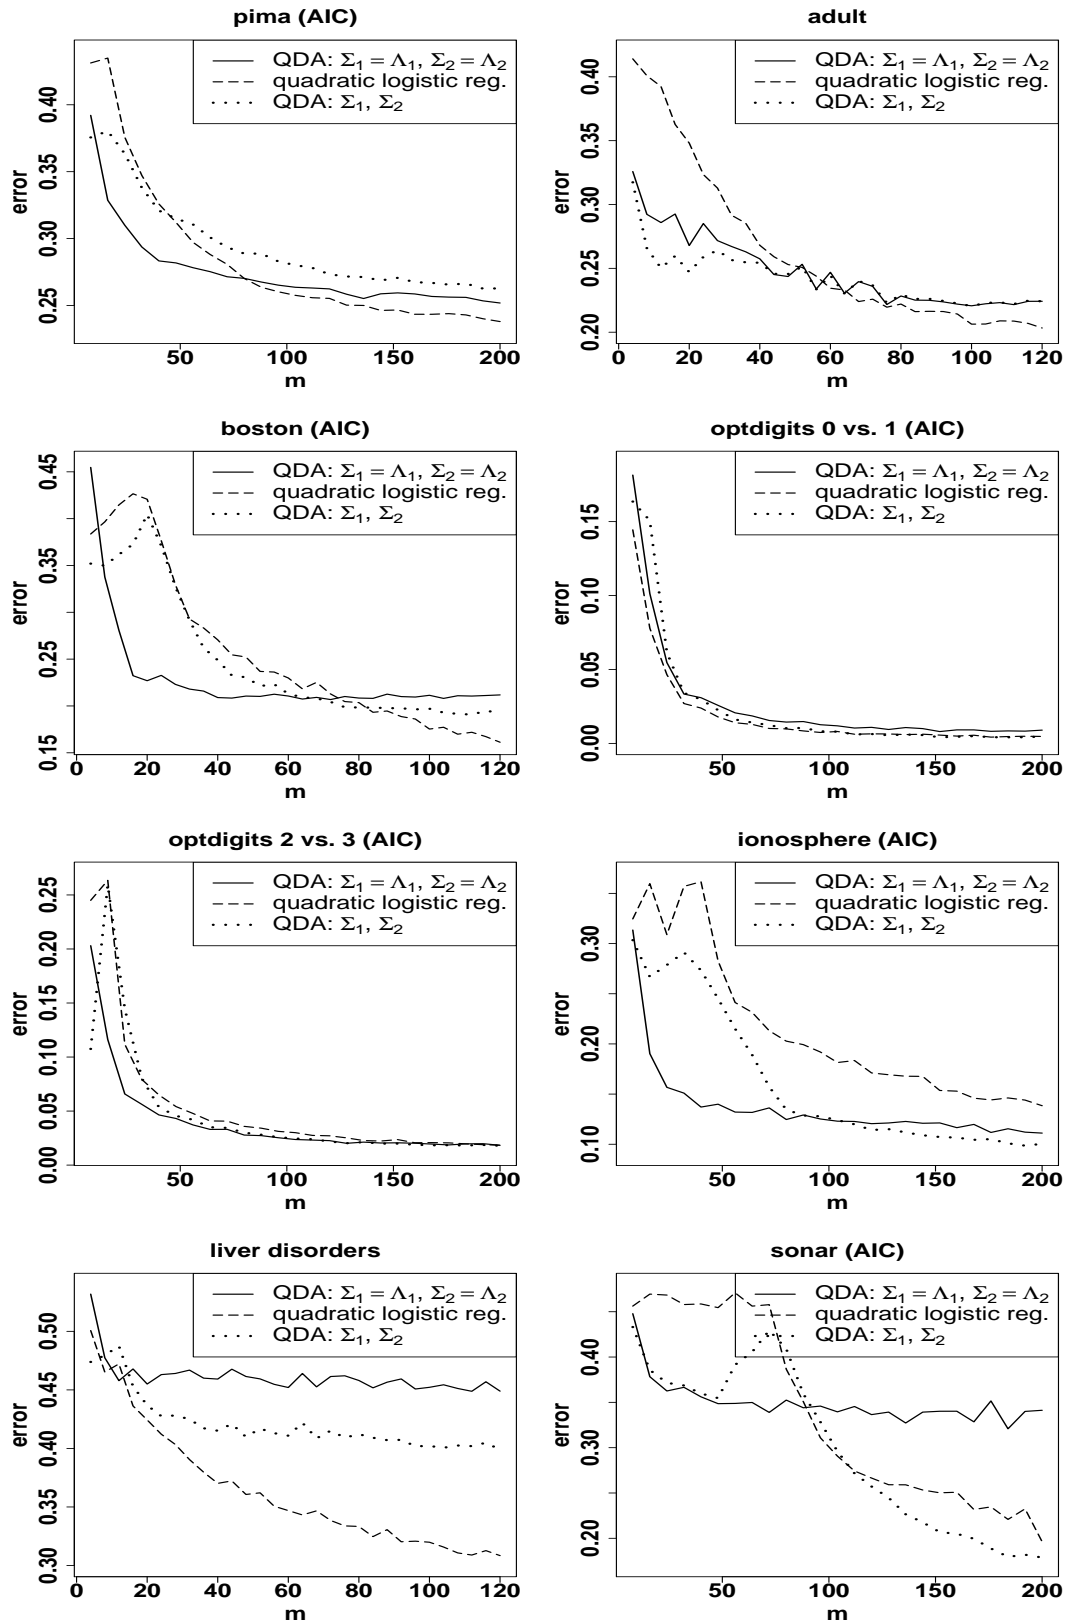 pima (AIC)
QDA: Σ₁ = Λ₁, Σ₂ = Λ₂
quadratic logistic reg.
QDA: Σ₁, Σ₂
error
0.25 0.30 0.35 0.40
50 100 150 200
m
adult
QDA: Σ₁ = Λ₁, Σ₂ = Λ₂
quadratic logistic reg.
QDA: Σ₁, Σ₂
error
0.20 0.25 0.30 0.35 0.40
0 20 40 60 80 100 120
m
boston (AIC)
QDA: Σ₁ = Λ₁, Σ₂ = Λ₂
quadratic logistic reg.
QDA: Σ₁, Σ₂
error
0.15 0.25 0.35 0.45
0 20 40 60 80 100 120
m
optdigits 0 vs. 1 (AIC)
QDA: Σ₁ = Λ₁, Σ₂ = Λ₂
quadratic logistic reg.
QDA: Σ₁, Σ₂
error
0.00 0.05 0.10 0.15
50 100 150 200
m
optdigits 2 vs. 3 (AIC)
QDA: Σ₁ = Λ₁, Σ₂ = Λ₂
quadratic logistic reg.
QDA: Σ₁, Σ₂
error
0.00 0.05 0.10 0.15 0.20 0.25
50 100 150 200
m
ionosphere (AIC)
QDA: Σ₁ = Λ₁, Σ₂ = Λ₂
quadratic logistic reg.
QDA: Σ₁, Σ₂
error
0.10 0.20 0.30
50 100 150 200
m
liver disorders
QDA: Σ₁ = Λ₁, Σ₂ = Λ₂
quadratic logistic reg.
QDA: Σ₁, Σ₂
error
0.30 0.35 0.40 0.45 0.50
0 20 40 60 80 100 120
m
sonar (AIC)
QDA: Σ₁ = Λ₁, Σ₂ = Λ₂
quadratic logistic reg.
QDA: Σ₁, Σ₂
error
0.20 0.30 0.40
50 100 150 200
m